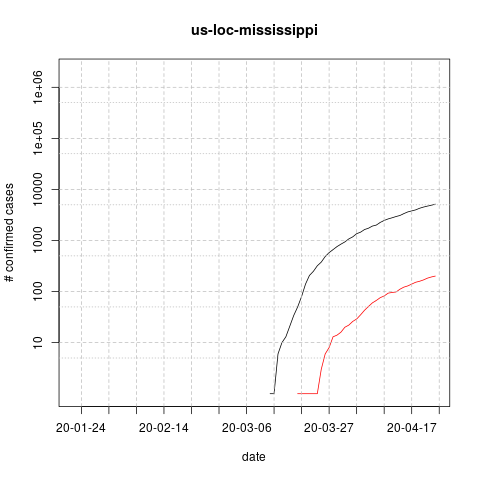 us-loc-mississippi
1e+06
1e+05
10000
1000
100
10
# confirmed cases
20-01-24 20-02-14 20-03-06 20-03-27 20-04-17
date